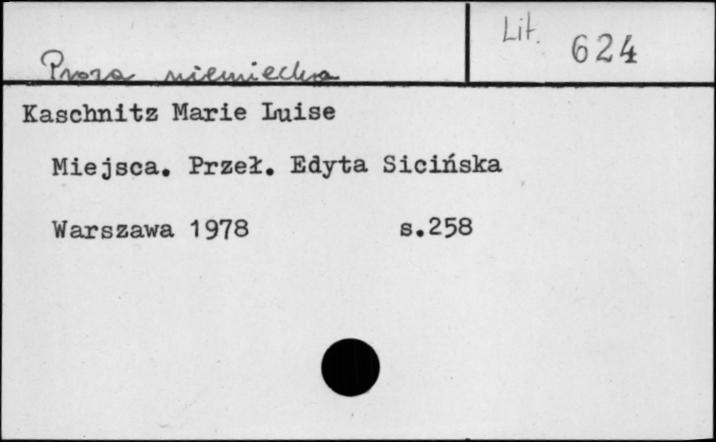 Lit. 624
Proza niemiecka
Kaschnitz Marie Luise
Miejsca. Przeł. Edyta Sicińska
Warszawa 1978 s.258